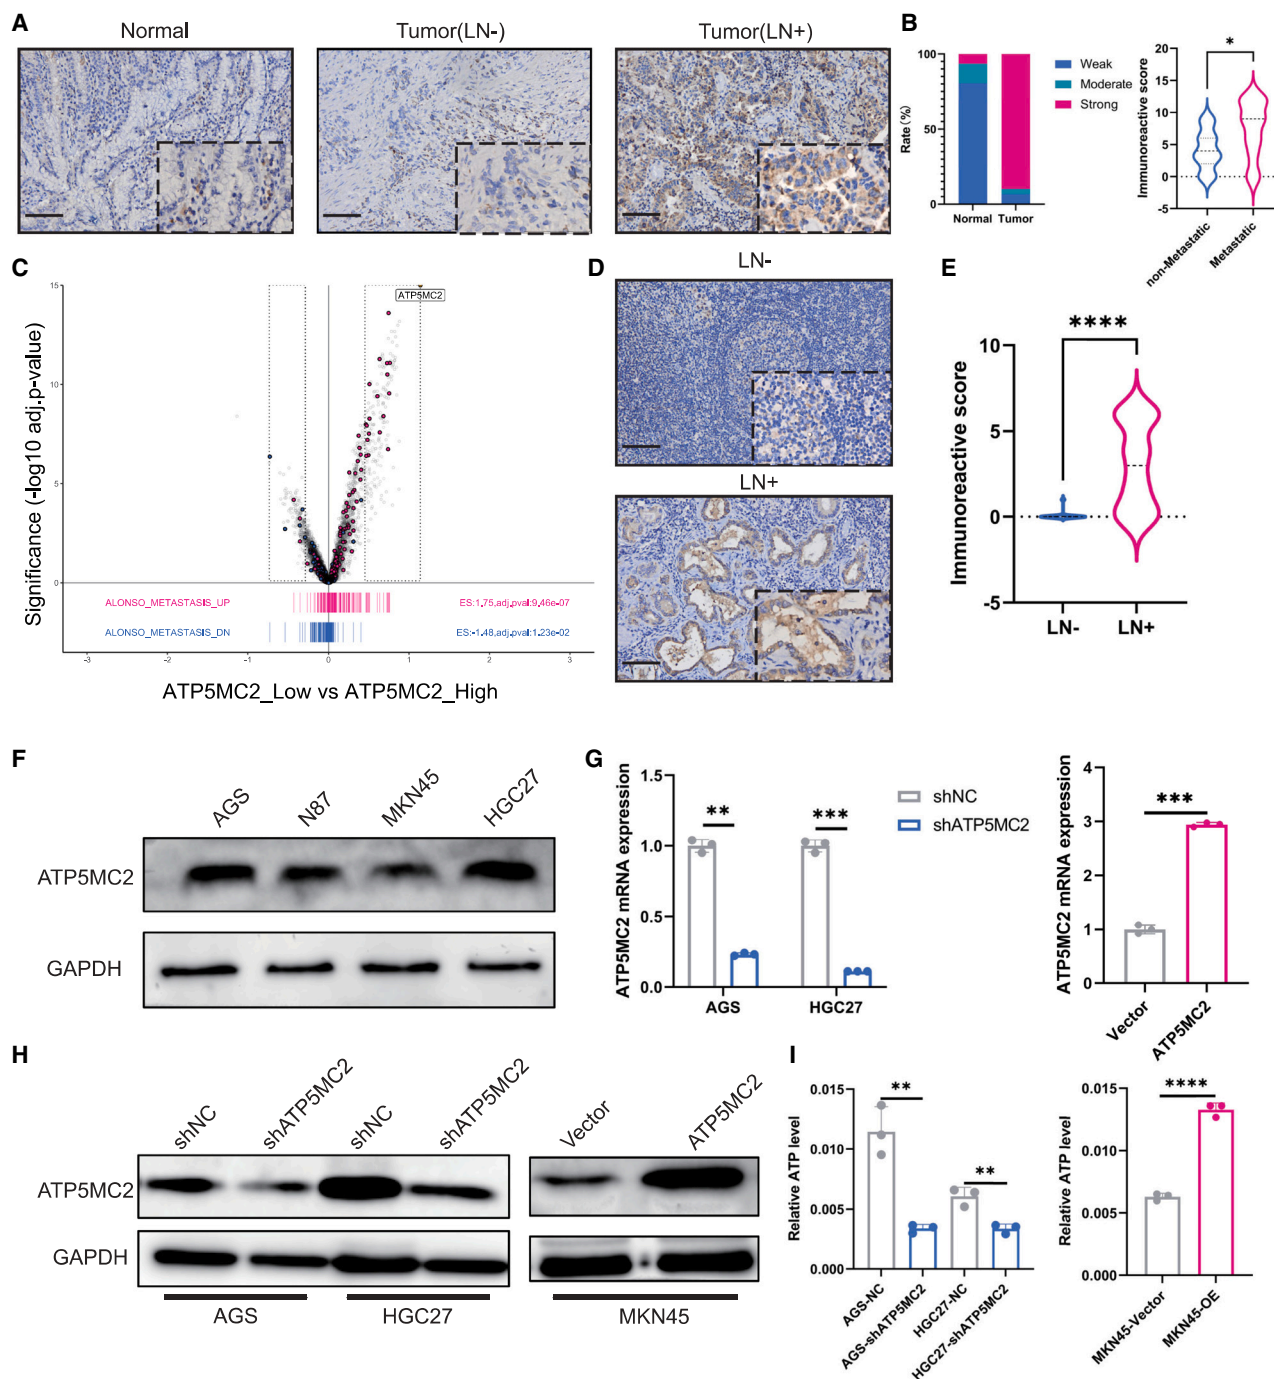 A
Normal
Tumor(LN-)
Tumor(LN+)
B
100
50
0
Rate(%)
Normal
Tumor
Weak
Moderate
Strong
Immunoreactive score
20
15
10
5
0
-5
*
non-Metastatic
Metastatic
C
Significance (-log10 adj.p-value)
15
10
5
0
ATP5MC2
ALONSO_METASTASIS_UP
ES:1.75,adj.pval:9.46e-07
ALONSO_METASTASIS_DN
ES:-1.48,adj.pval:1.23e-02
-3
-2
-1
0
1
2
3
ATP5MC2_Low vs ATP5MC2_High
D
LN-
LN+
E
Immunoreactive score
10
5
0
-5
****
LN-
LN+
F
AGS
N87
MKN45
HGC27
ATP5MC2
GAPDH
G
ATP5MC2 mRNA expression
1.5
1.0
0.5
0.0
**
***
AGS
HGC27
shNC
shATP5MC2
ATP5MC2 mRNA expression
4
3
2
1
0
***
Vector
ATP5MC2
H
shNC
shATP5MC2
shNC
shATP5MC2
Vector
ATP5MC2
ATP5MC2
GAPDH
AGS
HGC27
MKN45
I
Relative ATP level
0.015
0.010
0.005
0.000
**
**
AGS-NC
AGS-shATP5MC2
HGC27-NC
HGC27-shATP5MC2
Relative ATP level
0.015
0.010
0.005
0.000
****
MKN45-Vector
MKN45-OE